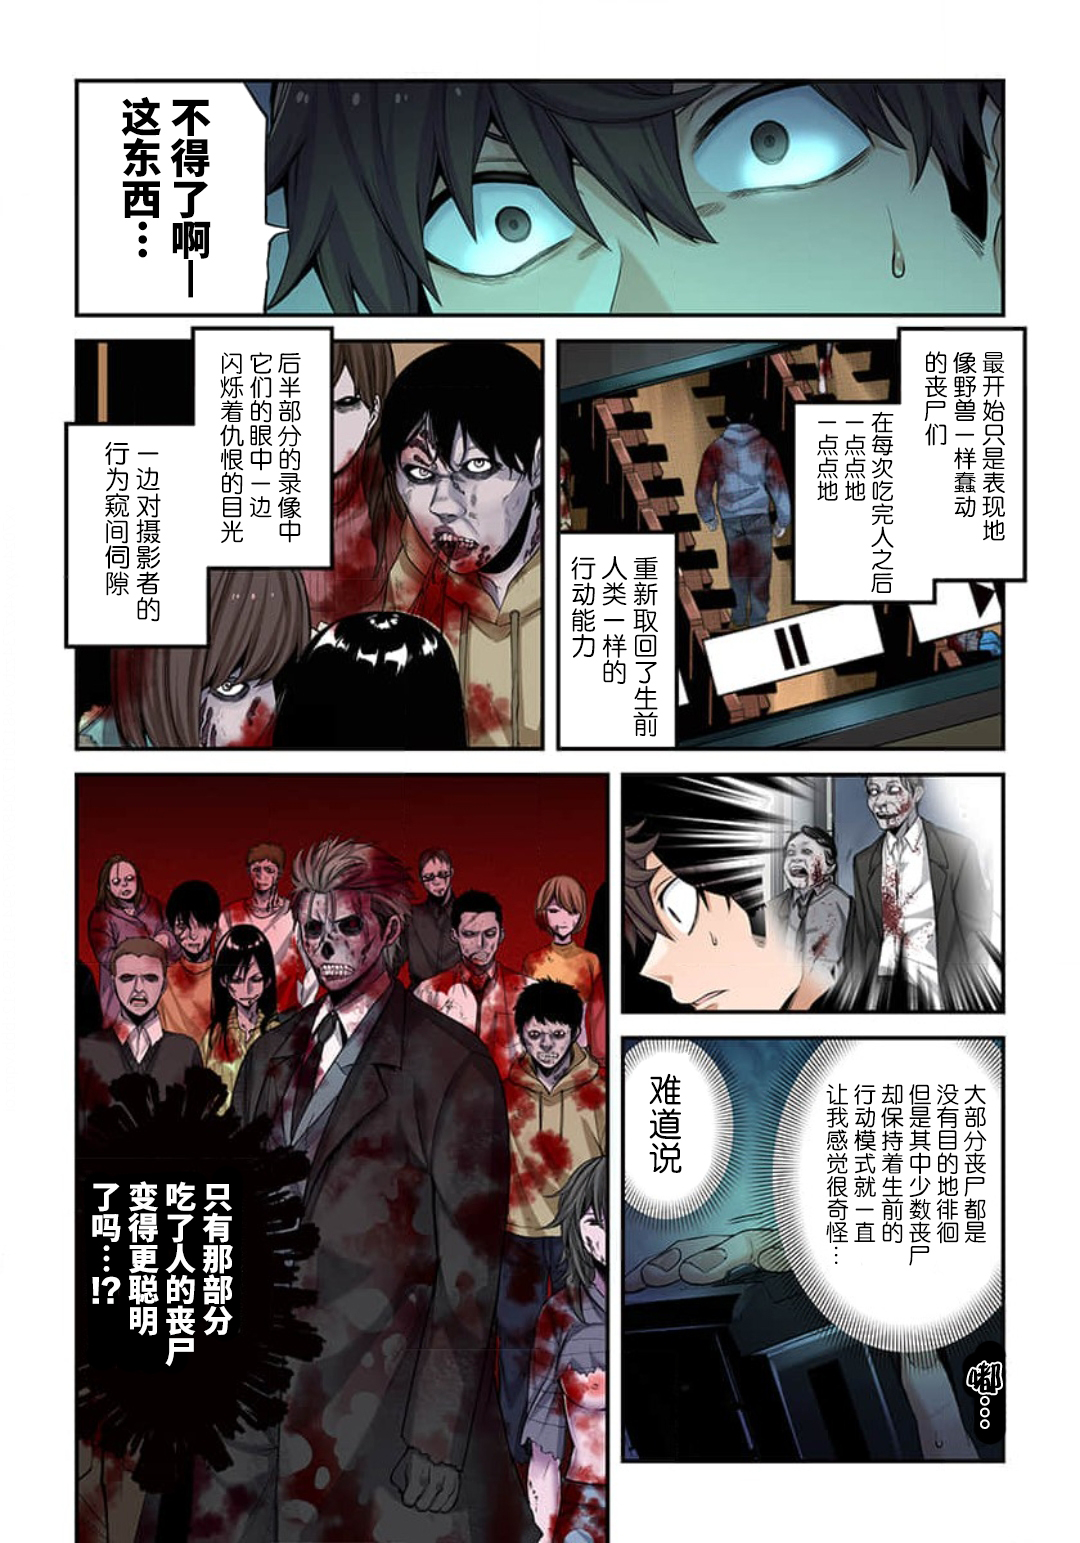 不得了啊—
这东西…
最开始只是表现地
像野兽一样蠢动
的丧尸们
在每次吃完人之后
一点点地
一点点地
重新取回了生前
人类一样的
行动能力
后半部分的录像中
它们的眼中一边
闪烁着仇恨的目光
一边对摄影者的
行为窥间伺隙
大部分丧尸都是
没有目的地徘徊
但是其中少数丧尸
却保持着生前的
行动模式就一直
让我感觉很奇怪…
难道说
嘟…
只有那部分
吃了人的丧尸
变得更聪明
了吗…!?